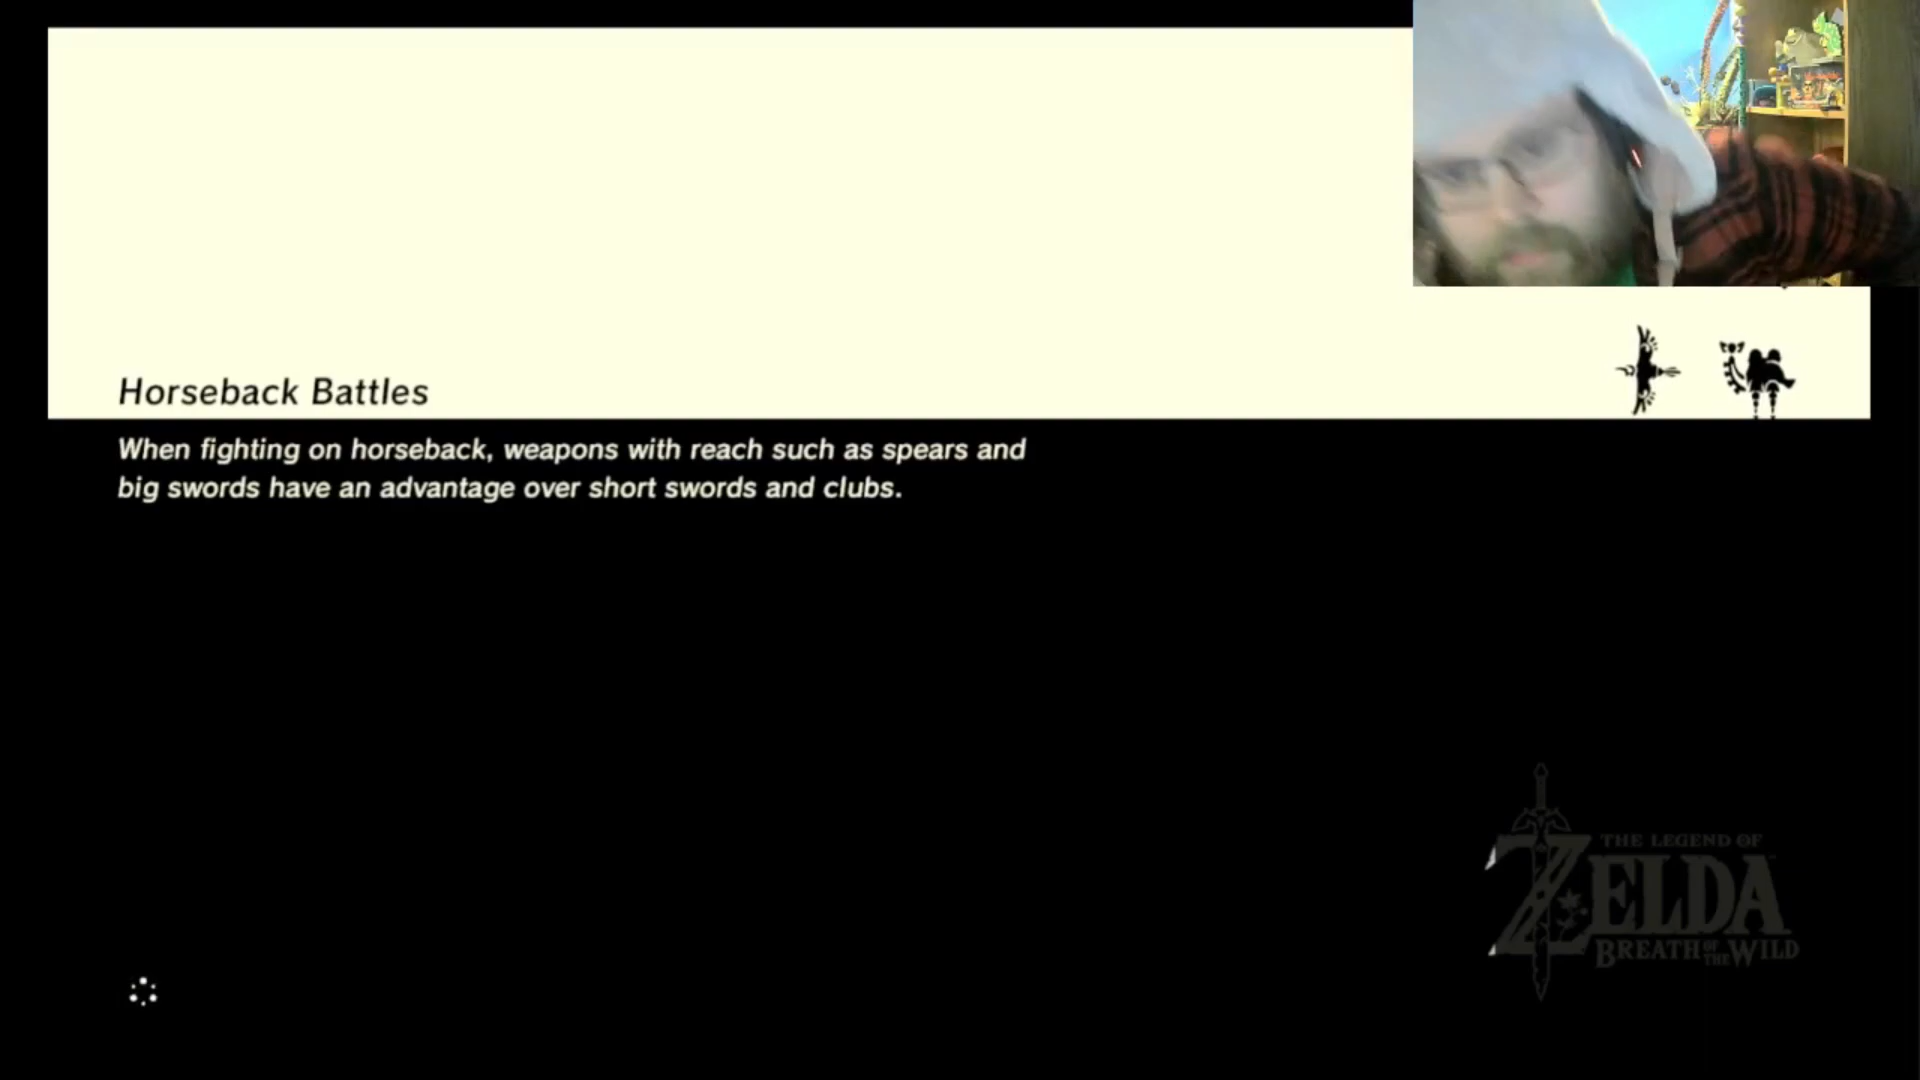 Horseback Battles
When fighting on horseback, weapons with reach such as spears and
big swords have an advantage over short swords and clubs.
THE LEGEND OF
ZELDA
BREATH OF THE WILD